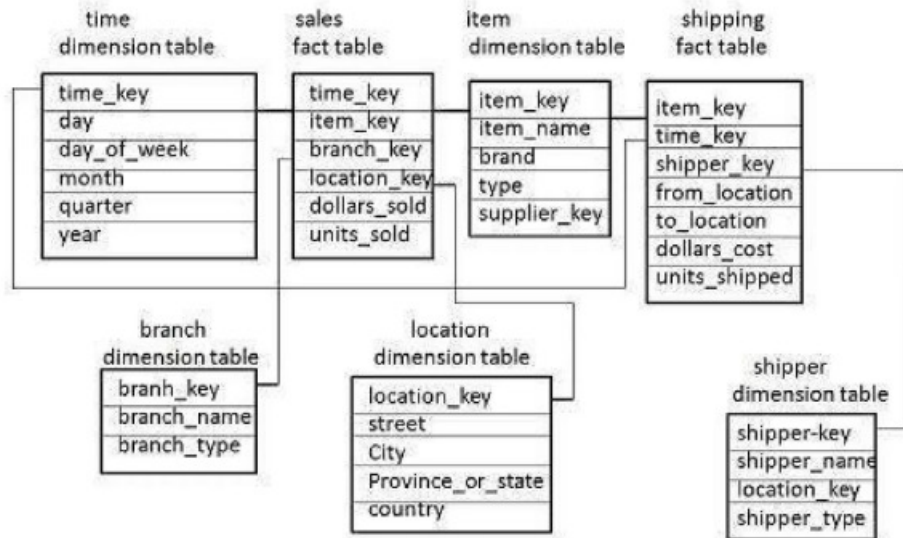 time
dimension table
time_key
day
day_of_week
month
quarter
year
sales
fact table
time_key
item_key
branch_key
location_key
dollars_sold
units_sold
item
dimension table
item_key
item_name
brand
type
supplier_key
shipping
fact table
item_key
time_key
shipper_key
from_location
to_location
dollars_cost
units_shipped
branch
dimension table
branh_key
branch_name
branch_type
location
dimension table
location_key
street
City
Province_or_state
country
shipper
dimension table
shipper-key
shipper_name
location_key
shipper_type